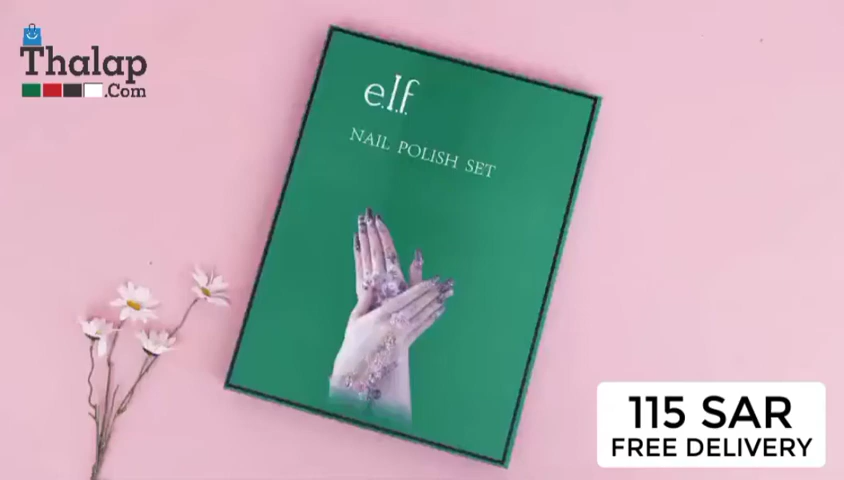 Thalap
.Com
e.l.f.
NAIL POLISH SET
115 SAR
FREE DELIVERY